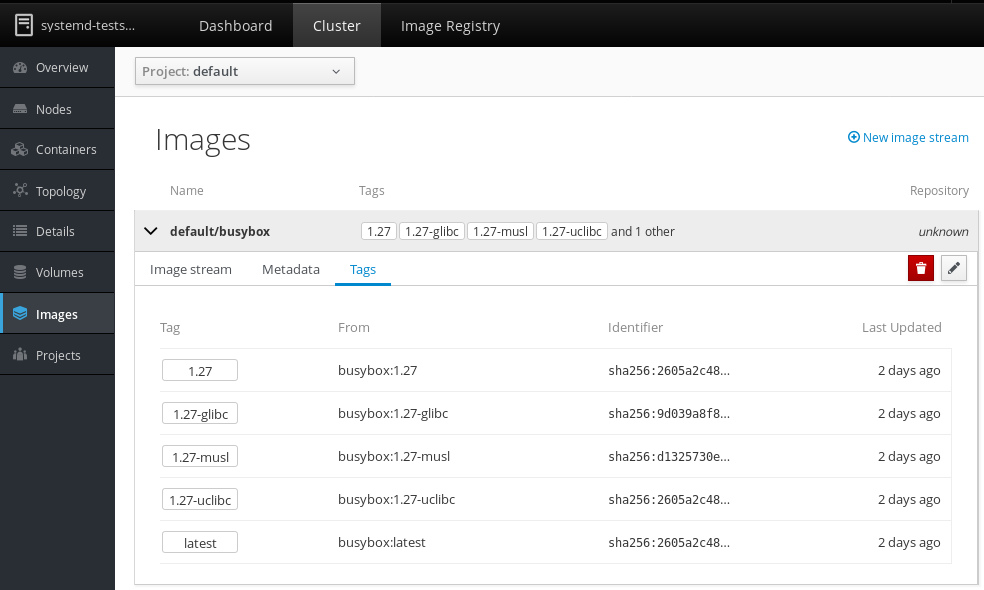 systemd-tests... Dashboard Cluster Image Registry
Overview
Nodes
Containers
Topology
Details
Volumes
Images
Projects
Project: default
Images
New image stream
Name Tags Repository
default/busybox 1.27 1.27-glibc 1.27-musl 1.27-uclibc and 1 other unknown
Image stream Metadata Tags
Tag From Identifier Last Updated
1.27 busybox:1.27 sha256:2605a2c48... 2 days ago
1.27-glibc busybox:1.27-glibc sha256:9d039a8f8... 2 days ago
1.27-musl busybox:1.27-musl sha256:d1325730e... 2 days ago
1.27-uclibc busybox:1.27-uclibc sha256:2605a2c48... 2 days ago
latest busybox:latest sha256:2605a2c48... 2 days ago